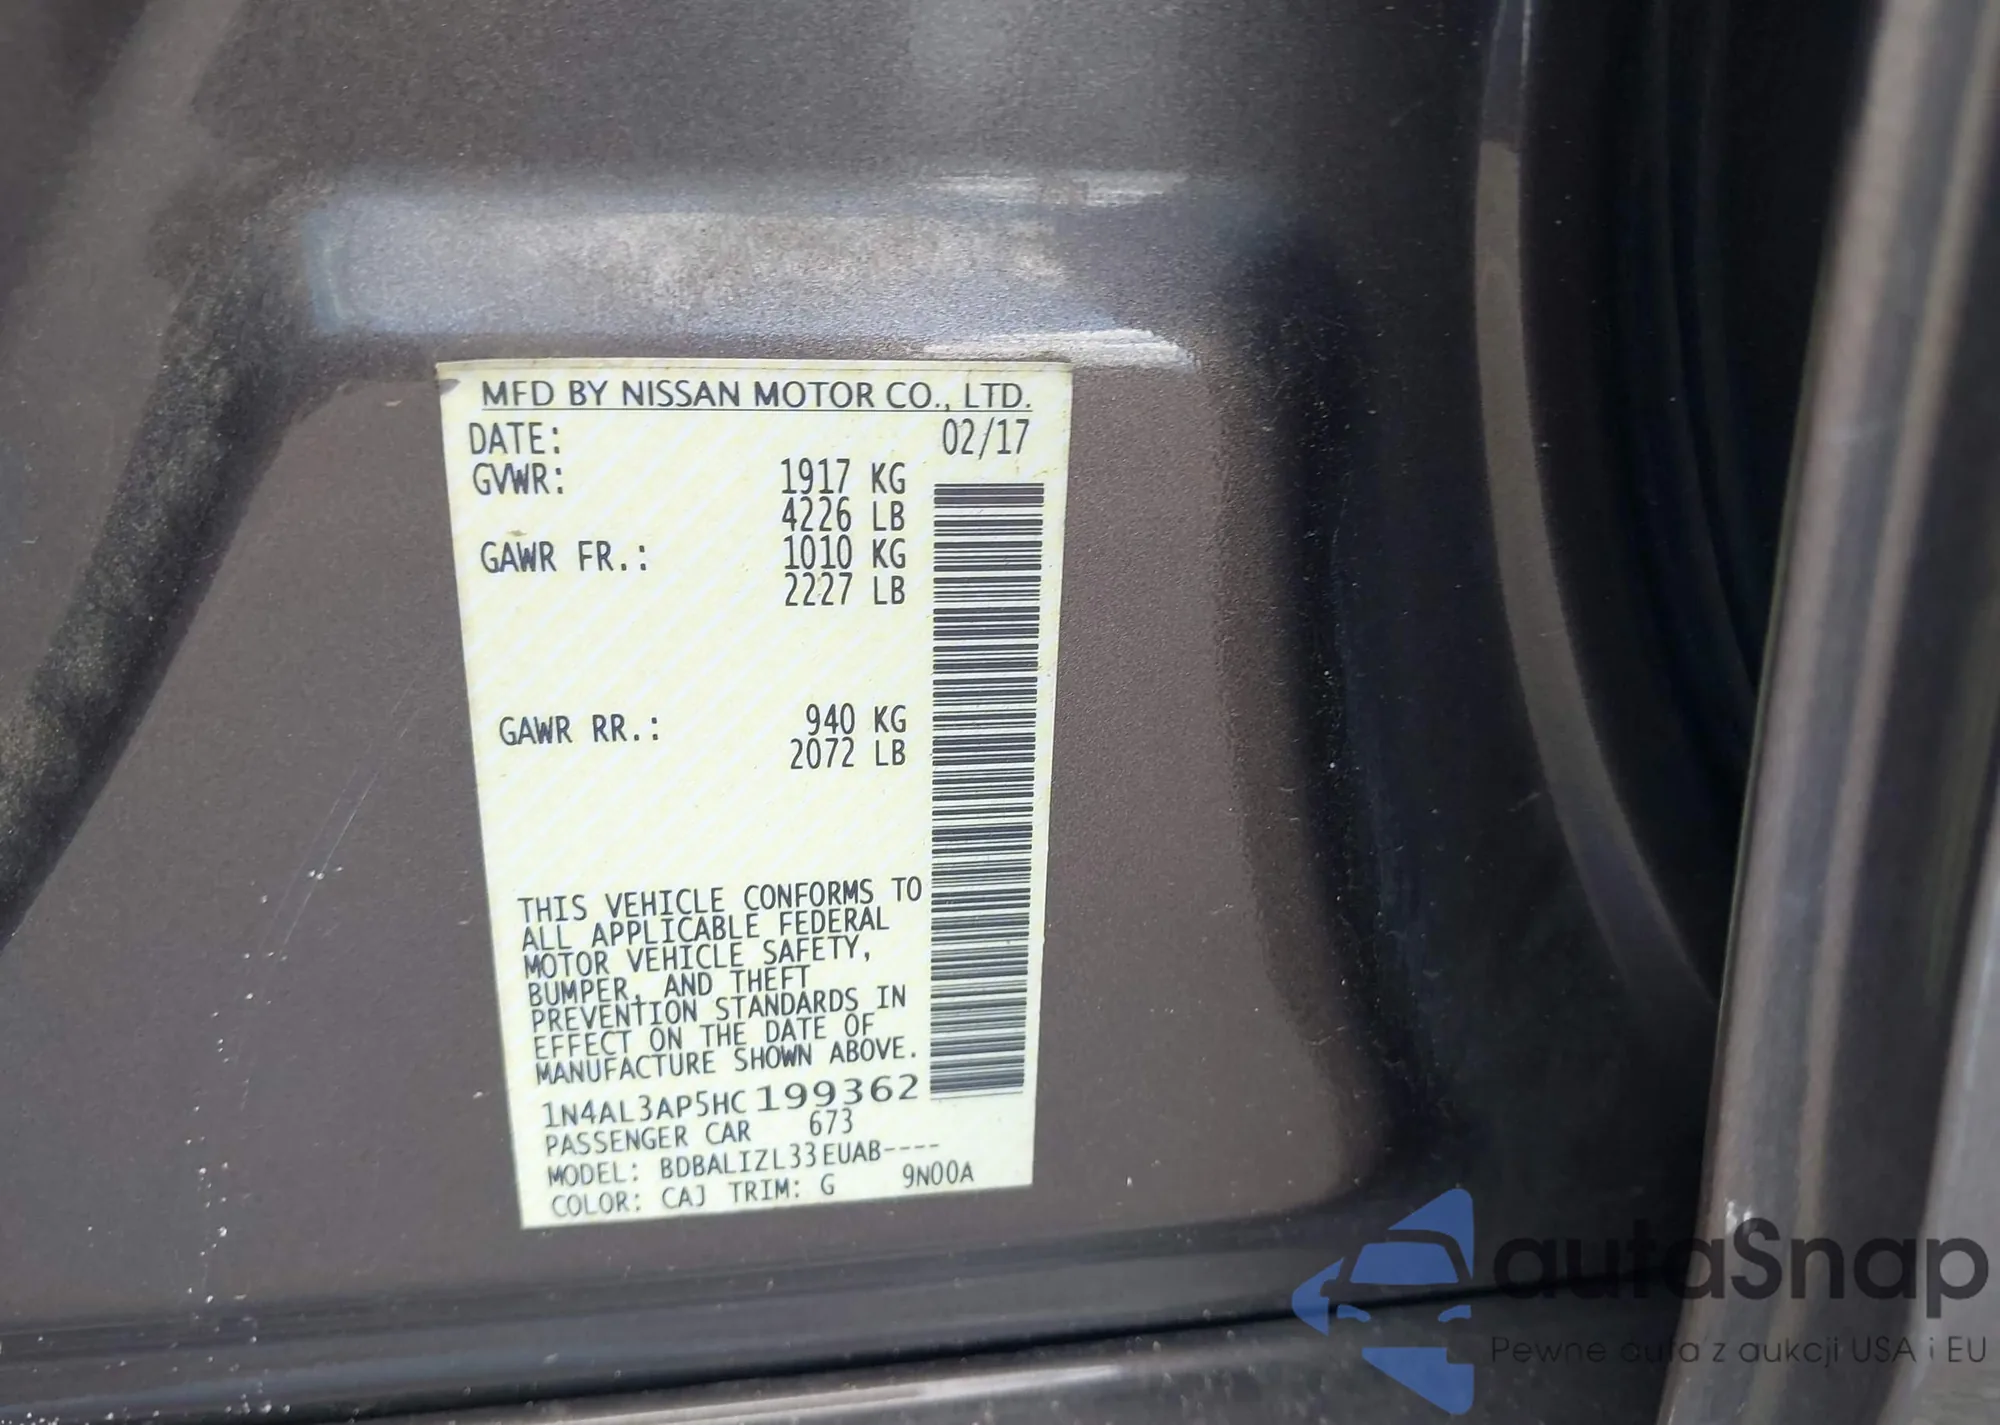 MFD BY NISSAN MOTOR CO., LTD.
DATE: 02/17
GVWR: 1917 KG
4226 LB
GAWR FR.: 1010 KG
2227 LB
GAWR RR.: 940 KG
2072 LB
THIS VEHICLE CONFORMS TO
ALL APPLICABLE FEDERAL
MOTOR VEHICLE SAFETY,
BUMPER, AND THEFT
PREVENTION STANDARDS IN
EFFECT ON THE DATE OF
MANUFACTURE SHOWN ABOVE.
1N4AL3AP5HC199362
PASSENGER CAR 673
MODEL: BDBALIZL33EUAB----
COLOR: CAJ TRIM: G 9N00A
autaSnap
Pewne auta z aukcji USA i EU